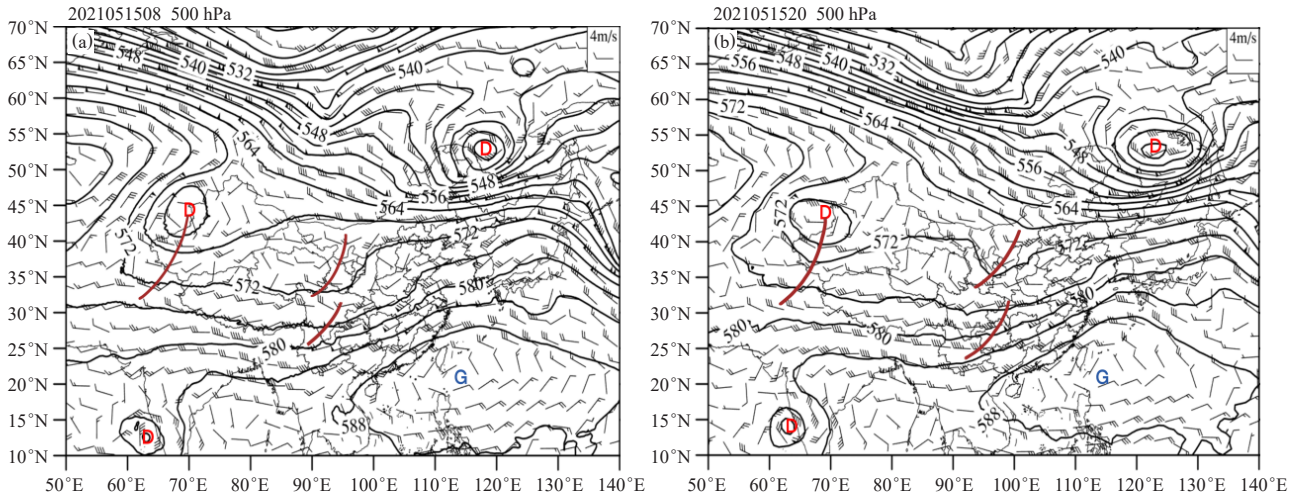 2021051508 500 hPa
(a)
4m/s
70°N
65°N
60°N
55°N
50°N
45°N
40°N
35°N
30°N
25°N
20°N
15°N
10°N
548
540
532
540
548
564
D
548
556
564
D
572
572
572
580
580
G
588
D
50°E
60°E
70°E
80°E
90°E
100°E
110°E
120°E
130°E
140°E
2021051520 500 hPa
(b)
4m/s
70°N
65°N
60°N
55°N
50°N
45°N
40°N
35°N
30°N
25°N
20°N
15°N
10°N
556
548
540
532
540
572
564
548
D
556
564
572
D
572
572
580
580
580
G
588
D
50°E
60°E
70°E
80°E
90°E
100°E
110°E
120°E
130°E
140°E